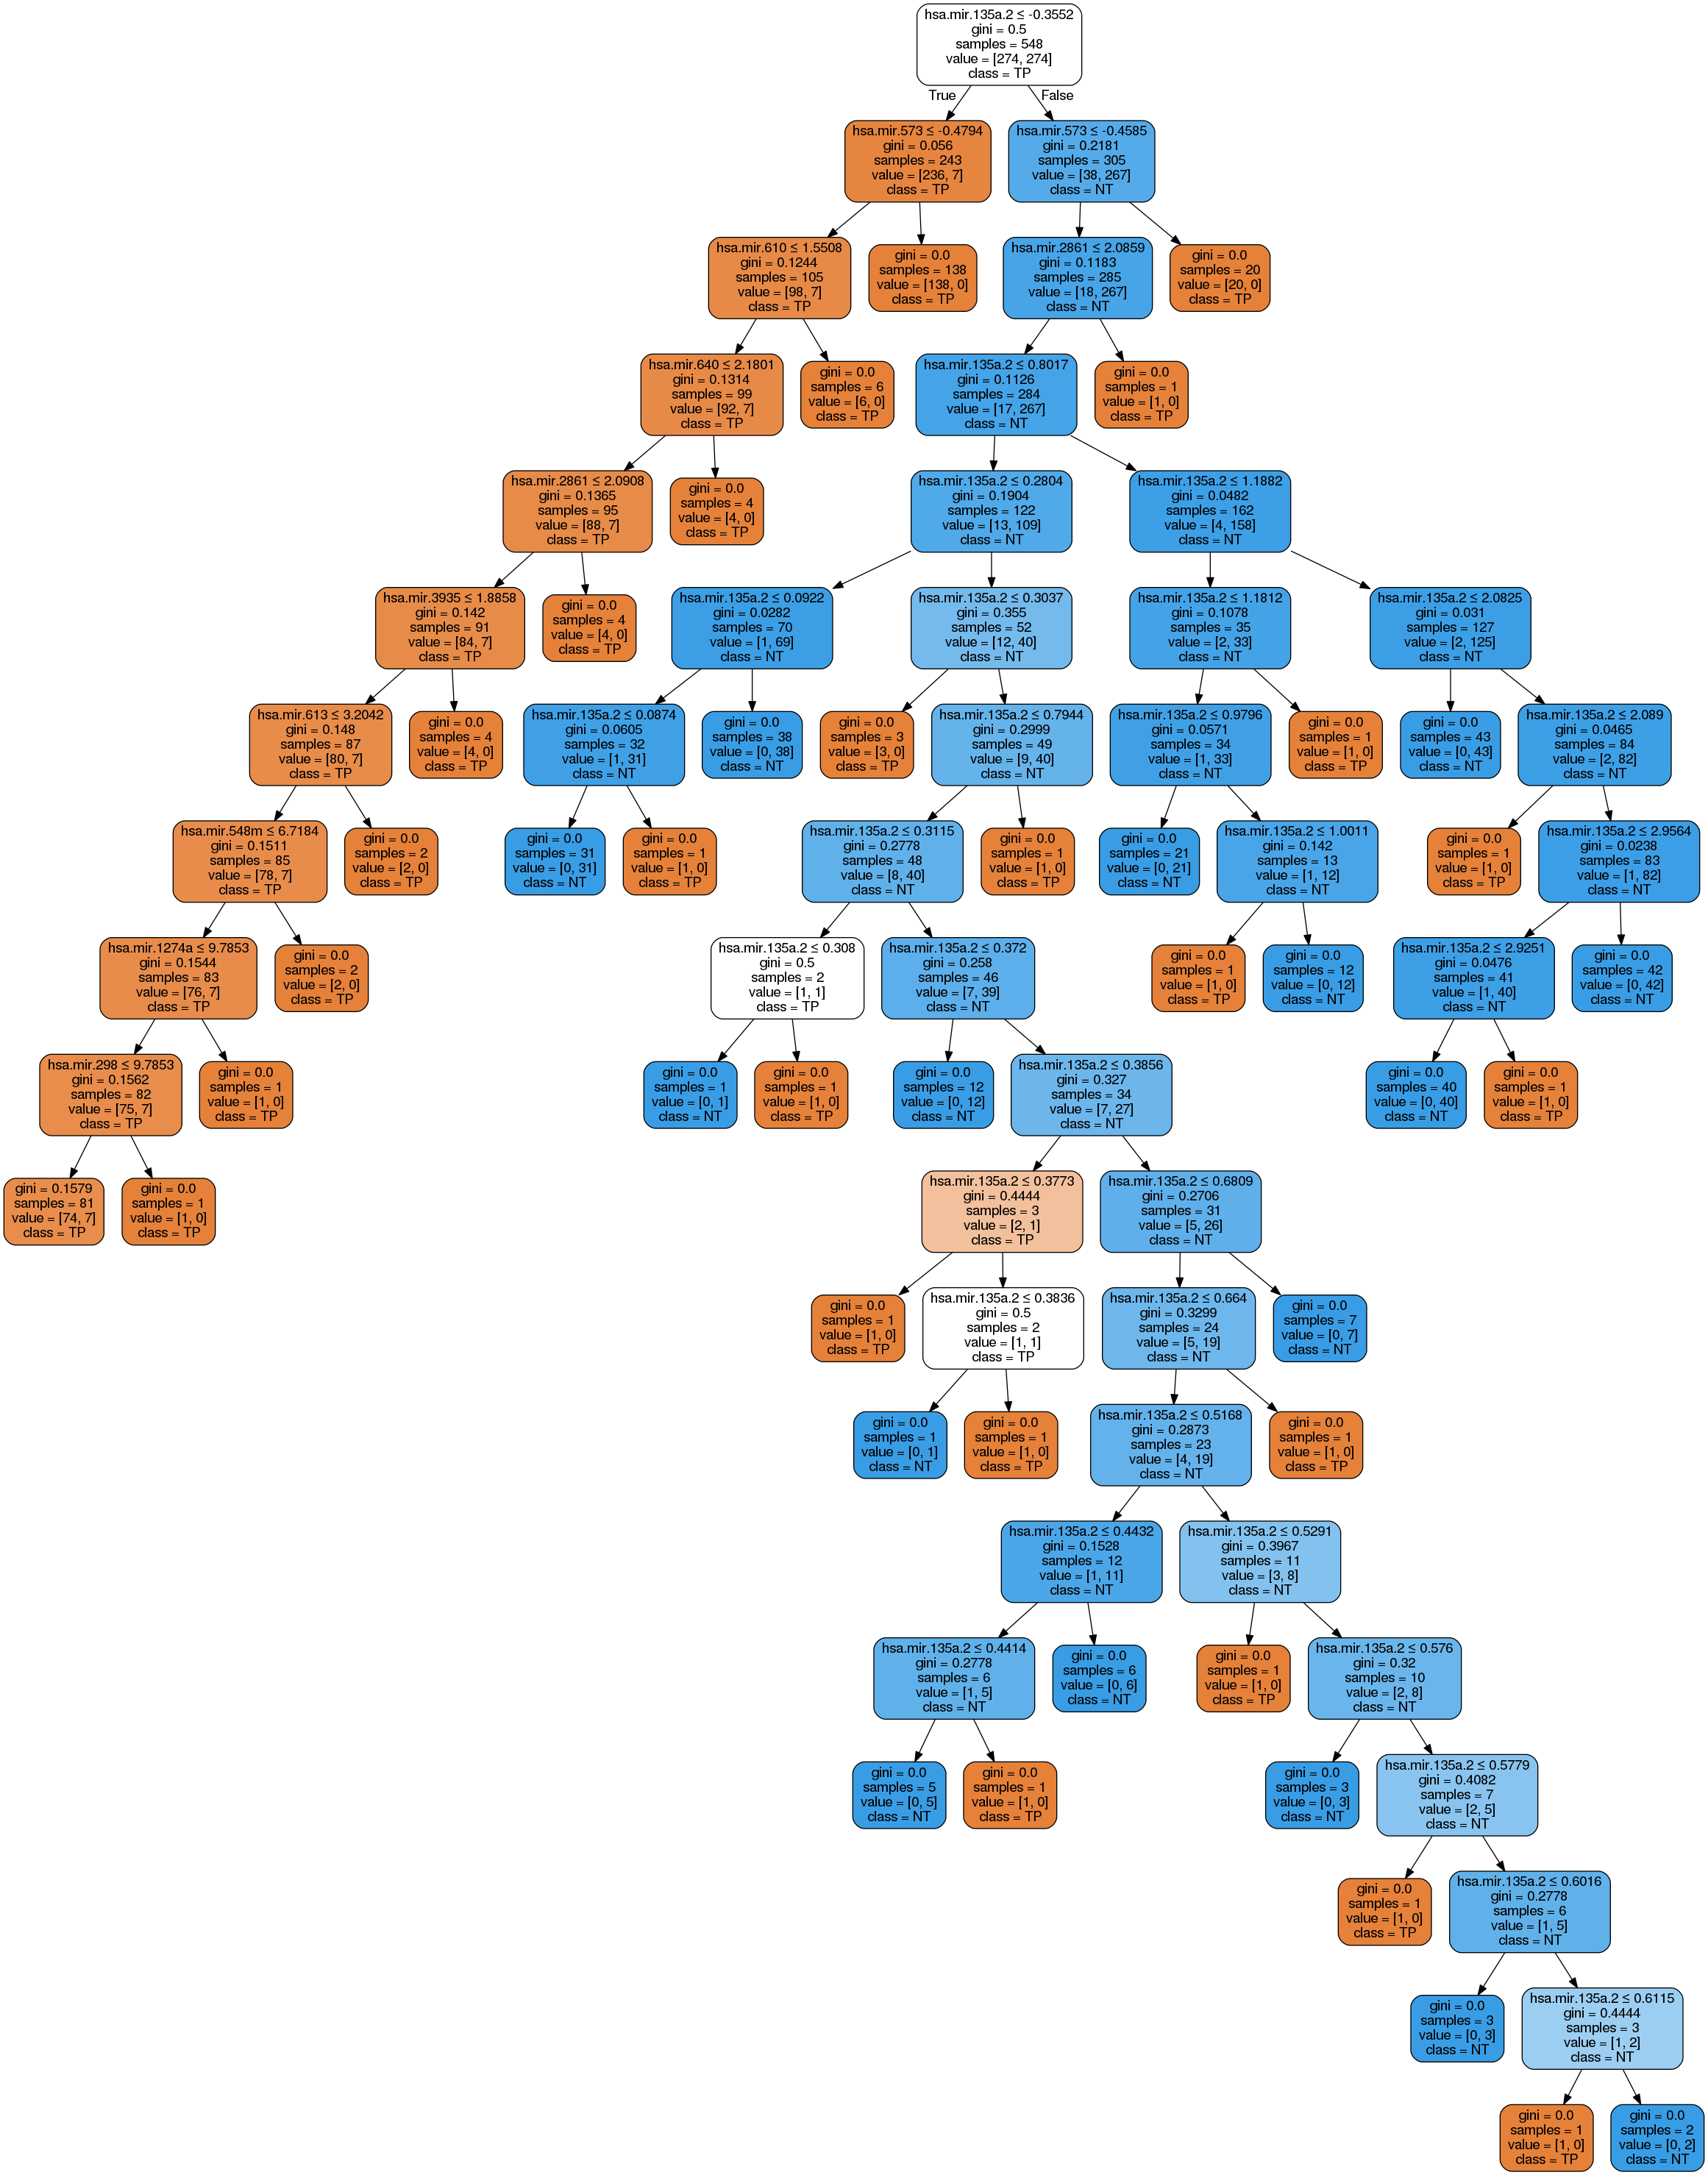 hsa.mir.135a.2 ≤ -0.3552
gini = 0.5
samples = 548
value = [274, 274]
class = TP
True
False
hsa.mir.573 ≤ -0.4794
gini = 0.056
samples = 243
value = [236, 7]
class = TP
hsa.mir.573 ≤ -0.4585
gini = 0.2181
samples = 305
value = [38, 267]
class = NT
hsa.mir.610 ≤ 1.5508
gini = 0.1244
samples = 105
value = [98, 7]
class = TP
gini = 0.0
samples = 138
value = [138, 0]
class = TP
hsa.mir.2861 ≤ 2.0859
gini = 0.1183
samples = 285
value = [18, 267]
class = NT
gini = 0.0
samples = 20
value = [20, 0]
class = TP
hsa.mir.640 ≤ 2.1801
gini = 0.1314
samples = 99
value = [92, 7]
class = TP
gini = 0.0
samples = 6
value = [6, 0]
class = TP
hsa.mir.135a.2 ≤ 0.8017
gini = 0.1126
samples = 284
value = [17, 267]
class = NT
gini = 0.0
samples = 1
value = [1, 0]
class = TP
hsa.mir.2861 ≤ 2.0908
gini = 0.1365
samples = 95
value = [88, 7]
class = TP
gini = 0.0
samples = 4
value = [4, 0]
class = TP
hsa.mir.135a.2 ≤ 0.2804
gini = 0.1904
samples = 122
value = [13, 109]
class = NT
hsa.mir.135a.2 ≤ 1.1882
gini = 0.0482
samples = 162
value = [4, 158]
class = NT
hsa.mir.3935 ≤ 1.8858
gini = 0.142
samples = 91
value = [84, 7]
class = TP
gini = 0.0
samples = 4
value = [4, 0]
class = TP
hsa.mir.135a.2 ≤ 0.0922
gini = 0.0282
samples = 70
value = [1, 69]
class = NT
hsa.mir.135a.2 ≤ 0.3037
gini = 0.355
samples = 52
value = [12, 40]
class = NT
hsa.mir.135a.2 ≤ 1.1812
gini = 0.1078
samples = 35
value = [2, 33]
class = NT
hsa.mir.135a.2 ≤ 2.0825
gini = 0.031
samples = 127
value = [2, 125]
class = NT
hsa.mir.613 ≤ 3.2042
gini = 0.148
samples = 87
value = [80, 7]
class = TP
gini = 0.0
samples = 4
value = [4, 0]
class = TP
hsa.mir.135a.2 ≤ 0.0874
gini = 0.0605
samples = 32
value = [1, 31]
class = NT
gini = 0.0
samples = 38
value = [0, 38]
class = NT
gini = 0.0
samples = 3
value = [3, 0]
class = TP
hsa.mir.135a.2 ≤ 0.7944
gini = 0.2999
samples = 49
value = [9, 40]
class = NT
hsa.mir.135a.2 ≤ 0.9796
gini = 0.0571
samples = 34
value = [1, 33]
class = NT
gini = 0.0
samples = 1
value = [1, 0]
class = TP
gini = 0.0
samples = 43
value = [0, 43]
class = NT
hsa.mir.135a.2 ≤ 2.089
gini = 0.0465
samples = 84
value = [2, 82]
class = NT
hsa.mir.548m ≤ 6.7184
gini = 0.1511
samples = 85
value = [78, 7]
class = TP
gini = 0.0
samples = 2
value = [2, 0]
class = TP
gini = 0.0
samples = 31
value = [0, 31]
class = NT
gini = 0.0
samples = 1
value = [1, 0]
class = TP
hsa.mir.135a.2 ≤ 0.3115
gini = 0.2778
samples = 48
value = [8, 40]
class = NT
gini = 0.0
samples = 1
value = [1, 0]
class = TP
gini = 0.0
samples = 21
value = [0, 21]
class = NT
hsa.mir.135a.2 ≤ 1.0011
gini = 0.142
samples = 13
value = [1, 12]
class = NT
gini = 0.0
samples = 1
value = [1, 0]
class = TP
hsa.mir.135a.2 ≤ 2.9564
gini = 0.0238
samples = 83
value = [1, 82]
class = NT
hsa.mir.1274a ≤ 9.7853
gini = 0.1544
samples = 83
value = [76, 7]
class = TP
gini = 0.0
samples = 2
value = [2, 0]
class = TP
hsa.mir.135a.2 ≤ 0.308
gini = 0.5
samples = 2
value = [1, 1]
class = TP
hsa.mir.135a.2 ≤ 0.372
gini = 0.258
samples = 46
value = [7, 39]
class = NT
gini = 0.0
samples = 1
value = [1, 0]
class = TP
gini = 0.0
samples = 12
value = [0, 12]
class = NT
hsa.mir.135a.2 ≤ 2.9251
gini = 0.0476
samples = 41
value = [1, 40]
class = NT
gini = 0.0
samples = 42
value = [0, 42]
class = NT
hsa.mir.298 ≤ 9.7853
gini = 0.1562
samples = 82
value = [75, 7]
class = TP
gini = 0.0
samples = 1
value = [1, 0]
class = TP
gini = 0.0
samples = 1
value = [0, 1]
class = NT
gini = 0.0
samples = 1
value = [1, 0]
class = TP
gini = 0.0
samples = 12
value = [0, 12]
class = NT
hsa.mir.135a.2 ≤ 0.3856
gini = 0.327
samples = 34
value = [7, 27]
class = NT
gini = 0.0
samples = 40
value = [0, 40]
class = NT
gini = 0.0
samples = 1
value = [1, 0]
class = TP
gini = 0.1579
samples = 81
value = [74, 7]
class = TP
gini = 0.0
samples = 1
value = [1, 0]
class = TP
hsa.mir.135a.2 ≤ 0.3773
gini = 0.4444
samples = 3
value = [2, 1]
class = TP
hsa.mir.135a.2 ≤ 0.6809
gini = 0.2706
samples = 31
value = [5, 26]
class = NT
gini = 0.0
samples = 1
value = [1, 0]
class = TP
hsa.mir.135a.2 ≤ 0.3836
gini = 0.5
samples = 2
value = [1, 1]
class = TP
hsa.mir.135a.2 ≤ 0.664
gini = 0.3299
samples = 24
value = [5, 19]
class = NT
gini = 0.0
samples = 7
value = [0, 7]
class = NT
gini = 0.0
samples = 1
value = [0, 1]
class = NT
gini = 0.0
samples = 1
value = [1, 0]
class = TP
hsa.mir.135a.2 ≤ 0.5168
gini = 0.2873
samples = 23
value = [4, 19]
class = NT
gini = 0.0
samples = 1
value = [1, 0]
class = TP
hsa.mir.135a.2 ≤ 0.4432
gini = 0.1528
samples = 12
value = [1, 11]
class = NT
hsa.mir.135a.2 ≤ 0.5291
gini = 0.3967
samples = 11
value = [3, 8]
class = NT
hsa.mir.135a.2 ≤ 0.4414
gini = 0.2778
samples = 6
value = [1, 5]
class = NT
gini = 0.0
samples = 6
value = [0, 6]
class = NT
gini = 0.0
samples = 1
value = [1, 0]
class = TP
hsa.mir.135a.2 ≤ 0.576
gini = 0.32
samples = 10
value = [2, 8]
class = NT
gini = 0.0
samples = 5
value = [0, 5]
class = NT
gini = 0.0
samples = 1
value = [1, 0]
class = TP
gini = 0.0
samples = 3
value = [0, 3]
class = NT
hsa.mir.135a.2 ≤ 0.5779
gini = 0.4082
samples = 7
value = [2, 5]
class = NT
gini = 0.0
samples = 1
value = [1, 0]
class = TP
hsa.mir.135a.2 ≤ 0.6016
gini = 0.2778
samples = 6
value = [1, 5]
class = NT
gini = 0.0
samples = 3
value = [0, 3]
class = NT
hsa.mir.135a.2 ≤ 0.6115
gini = 0.4444
samples = 3
value = [1, 2]
class = NT
gini = 0.0
samples = 1
value = [1, 0]
class = TP
gini = 0.0
samples = 2
value = [0, 2]
class = NT